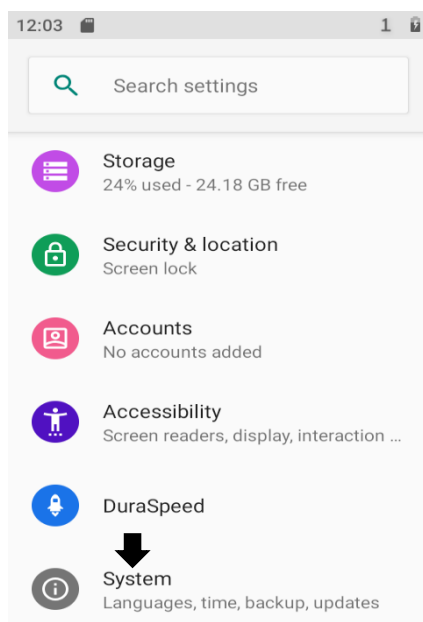 12:03 1
Search settings
Storage
24% used - 24.18 GB free
Security & location
Screen lock
Accounts
No accounts added
Accessibility
Screen readers, display, interaction ...
DuraSpeed
System
Languages, time, backup, updates